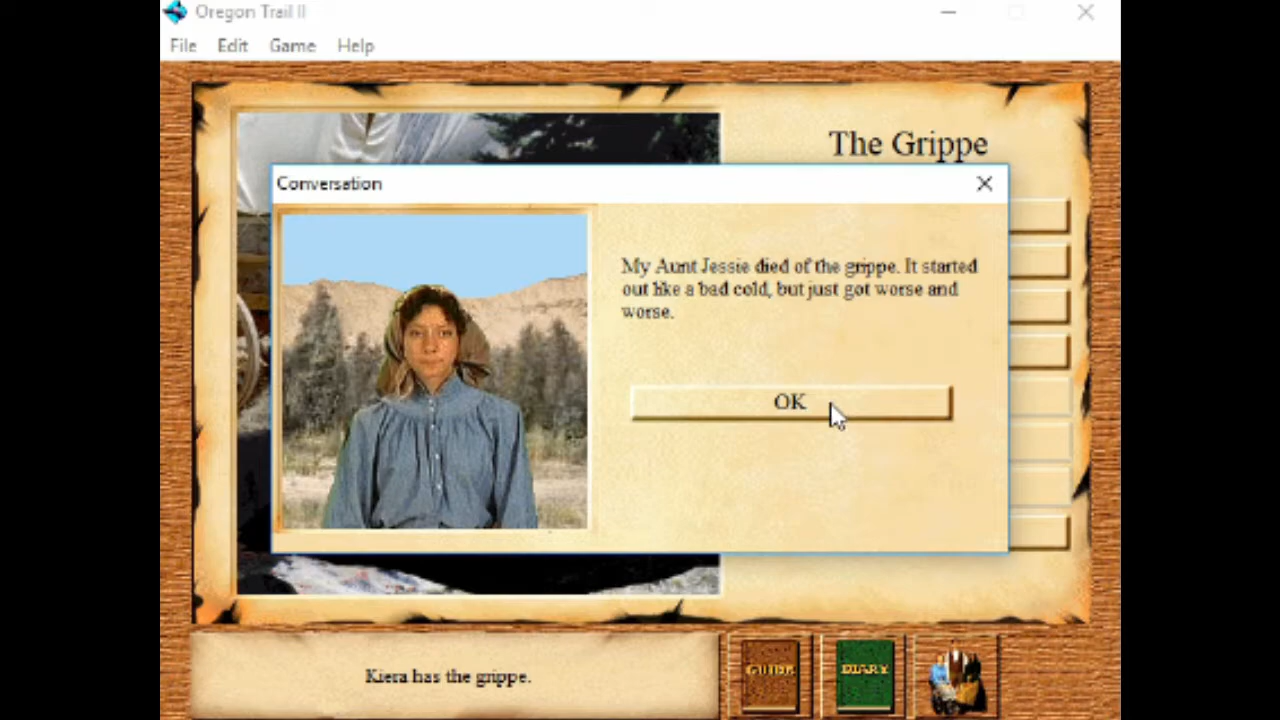 Oregon Trail II
File Edit Game Help
The Grippe
Conversation
My Aunt Jessie died of the grippe. It started
out like a bad cold, but just got worse and
worse.
OK
Kiera has the grippe.
GUIDE
DIARY